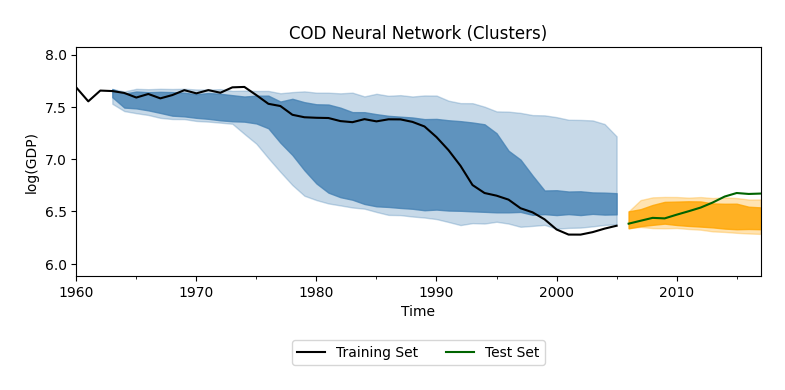 COD Neural Network (Clusters)
8.0
7.5
7.0
6.5
6.0
log(GDP)
1960 1970 1980 1990 2000 2010
Time
Training Set Test Set